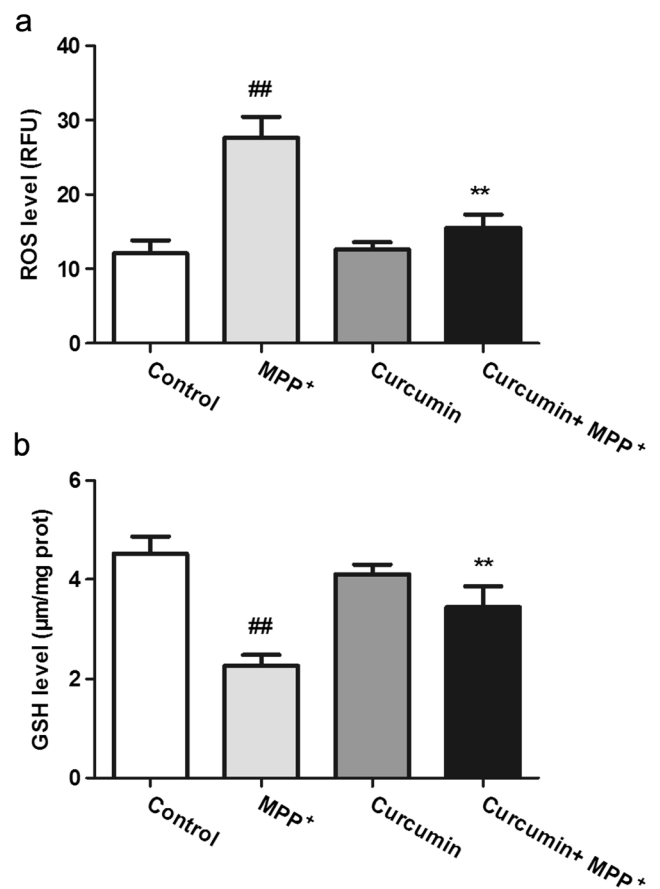 a
ROS level (RFU)
40
30
20
10
0
##
**
Control
MPP⁺
Curcumin
Curcumin+ MPP⁺
b
GSH level (μm/mg prot)
6
4
2
0
##
**
Control
MPP⁺
Curcumin
Curcumin+ MPP⁺